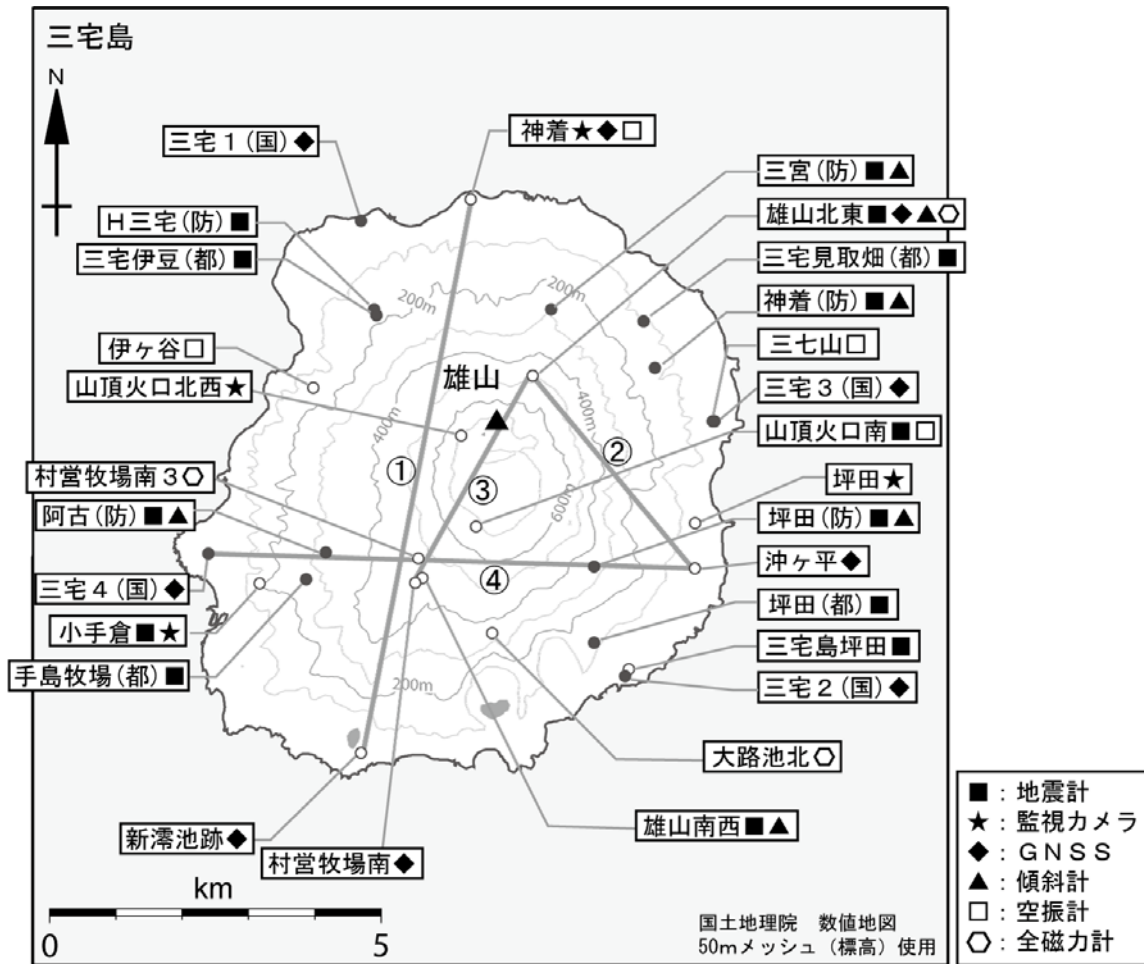 三宅島
N
神着★◆□
三宅1(国)◆
三宮(防)■▲
H三宅(防)■
雄山北東■◆▲⬡
三宅伊豆(都)■
三宅見取畑(都)■
200m
200m
神着(防)■▲
伊ヶ谷□
三七山□
山頂火口北西★
雄山
三宅3(国)◆
400m
400m
山頂火口南■□
①
②
③
村営牧場南3⬡
坪田★
600m
阿古(防)■▲
坪田(防)■▲
④
沖ヶ平◆
三宅4(国)◆
坪田(都)■
小手倉■★
三宅島坪田■
手島牧場(都)■
200m
三宅2(国)◆
大路池北⬡
新澪池跡◆
雄山南西■▲
村営牧場南◆
km
0
5
国土地理院 数値地図
50mメッシュ(標高)使用
■:地震計
★:監視カメラ
◆:GNSS
▲:傾斜計
□:空振計
⬡:全磁力計